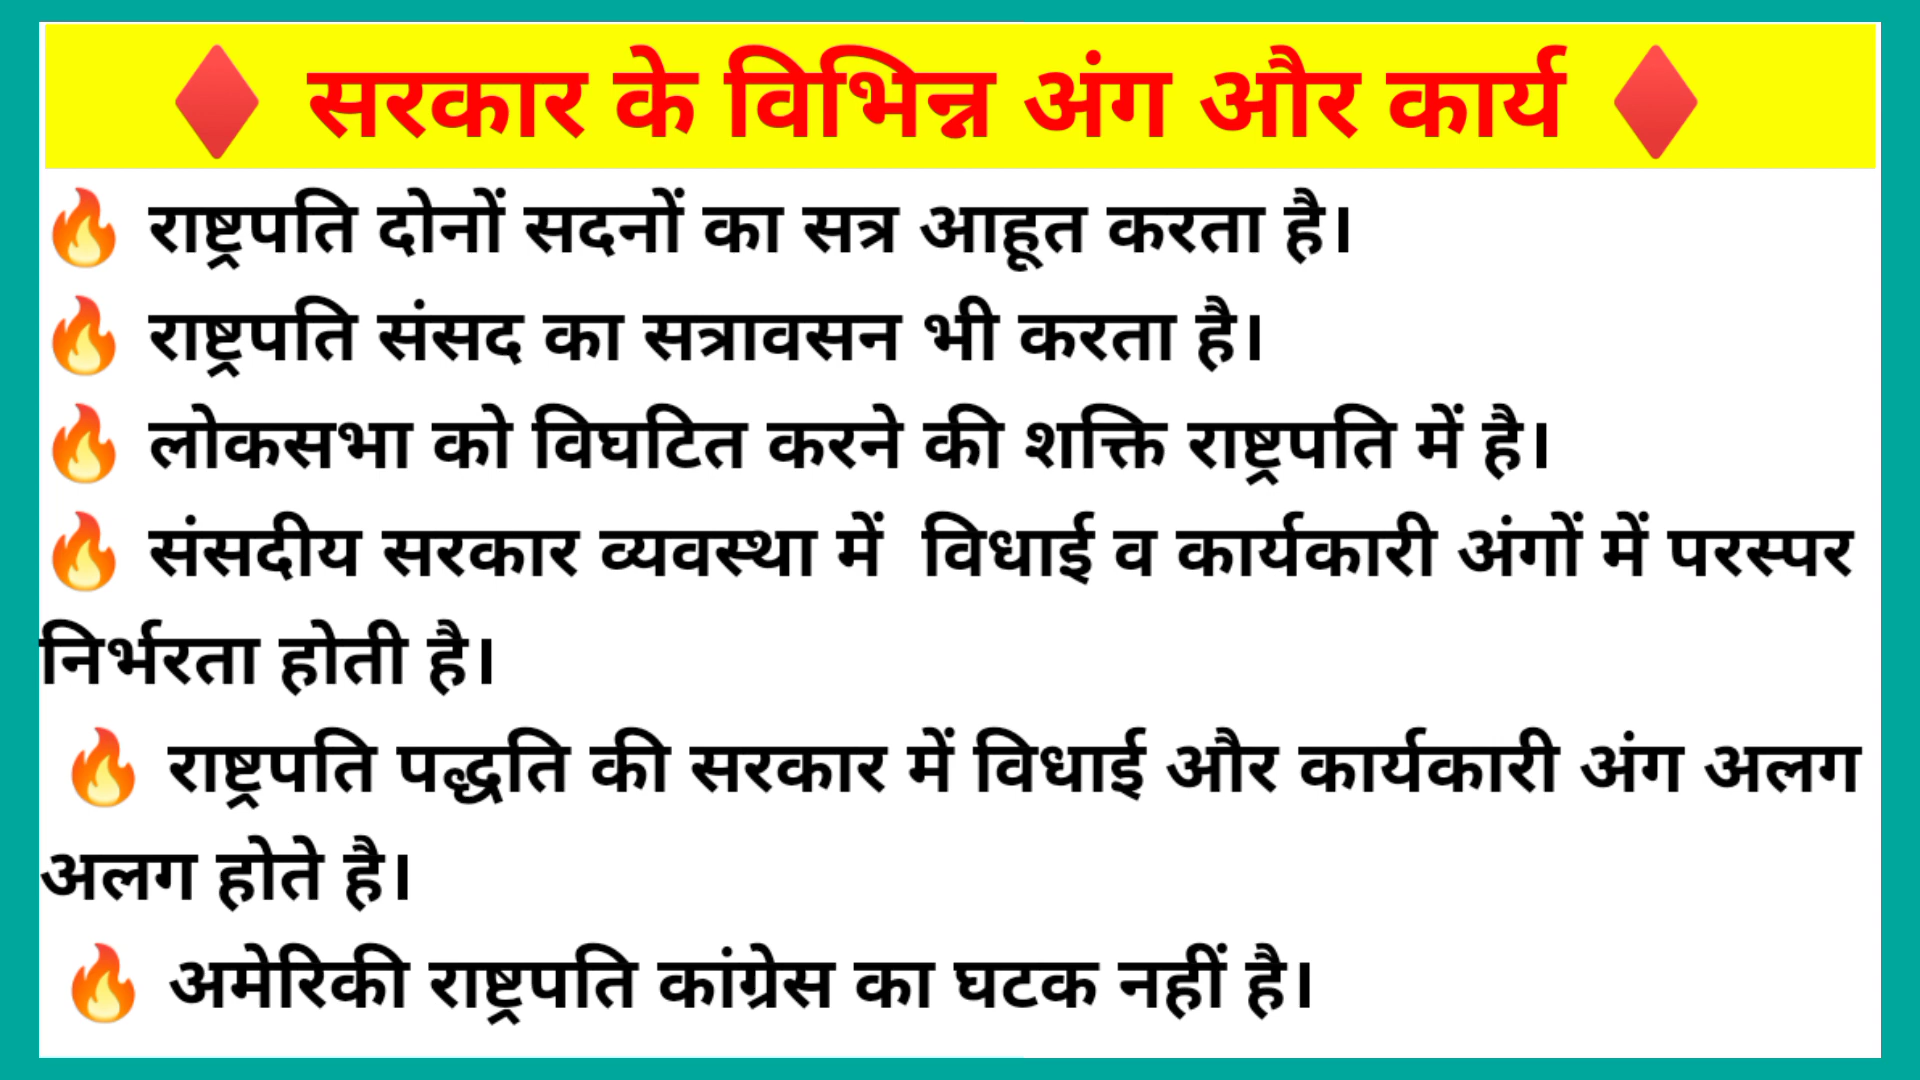 ♦️ सरकार के विभिन्न अंग और कार्य ♦️
🔥 राष्ट्रपति दोनों सदनों का सत्र आहूत करता है।
🔥 राष्ट्रपति संसद का सत्रावसन भी करता है।
🔥 लोकसभा को विघटित करने की शक्ति राष्ट्रपति में है।
🔥 संसदीय सरकार व्यवस्था में विधाई व कार्यकारी अंगों में परस्पर
निर्भरता होती है।
🔥 राष्ट्रपति पद्धति की सरकार में विधाई और कार्यकारी अंग अलग
अलग होते है।
🔥 अमेरिकी राष्ट्रपति कांग्रेस का घटक नहीं है।